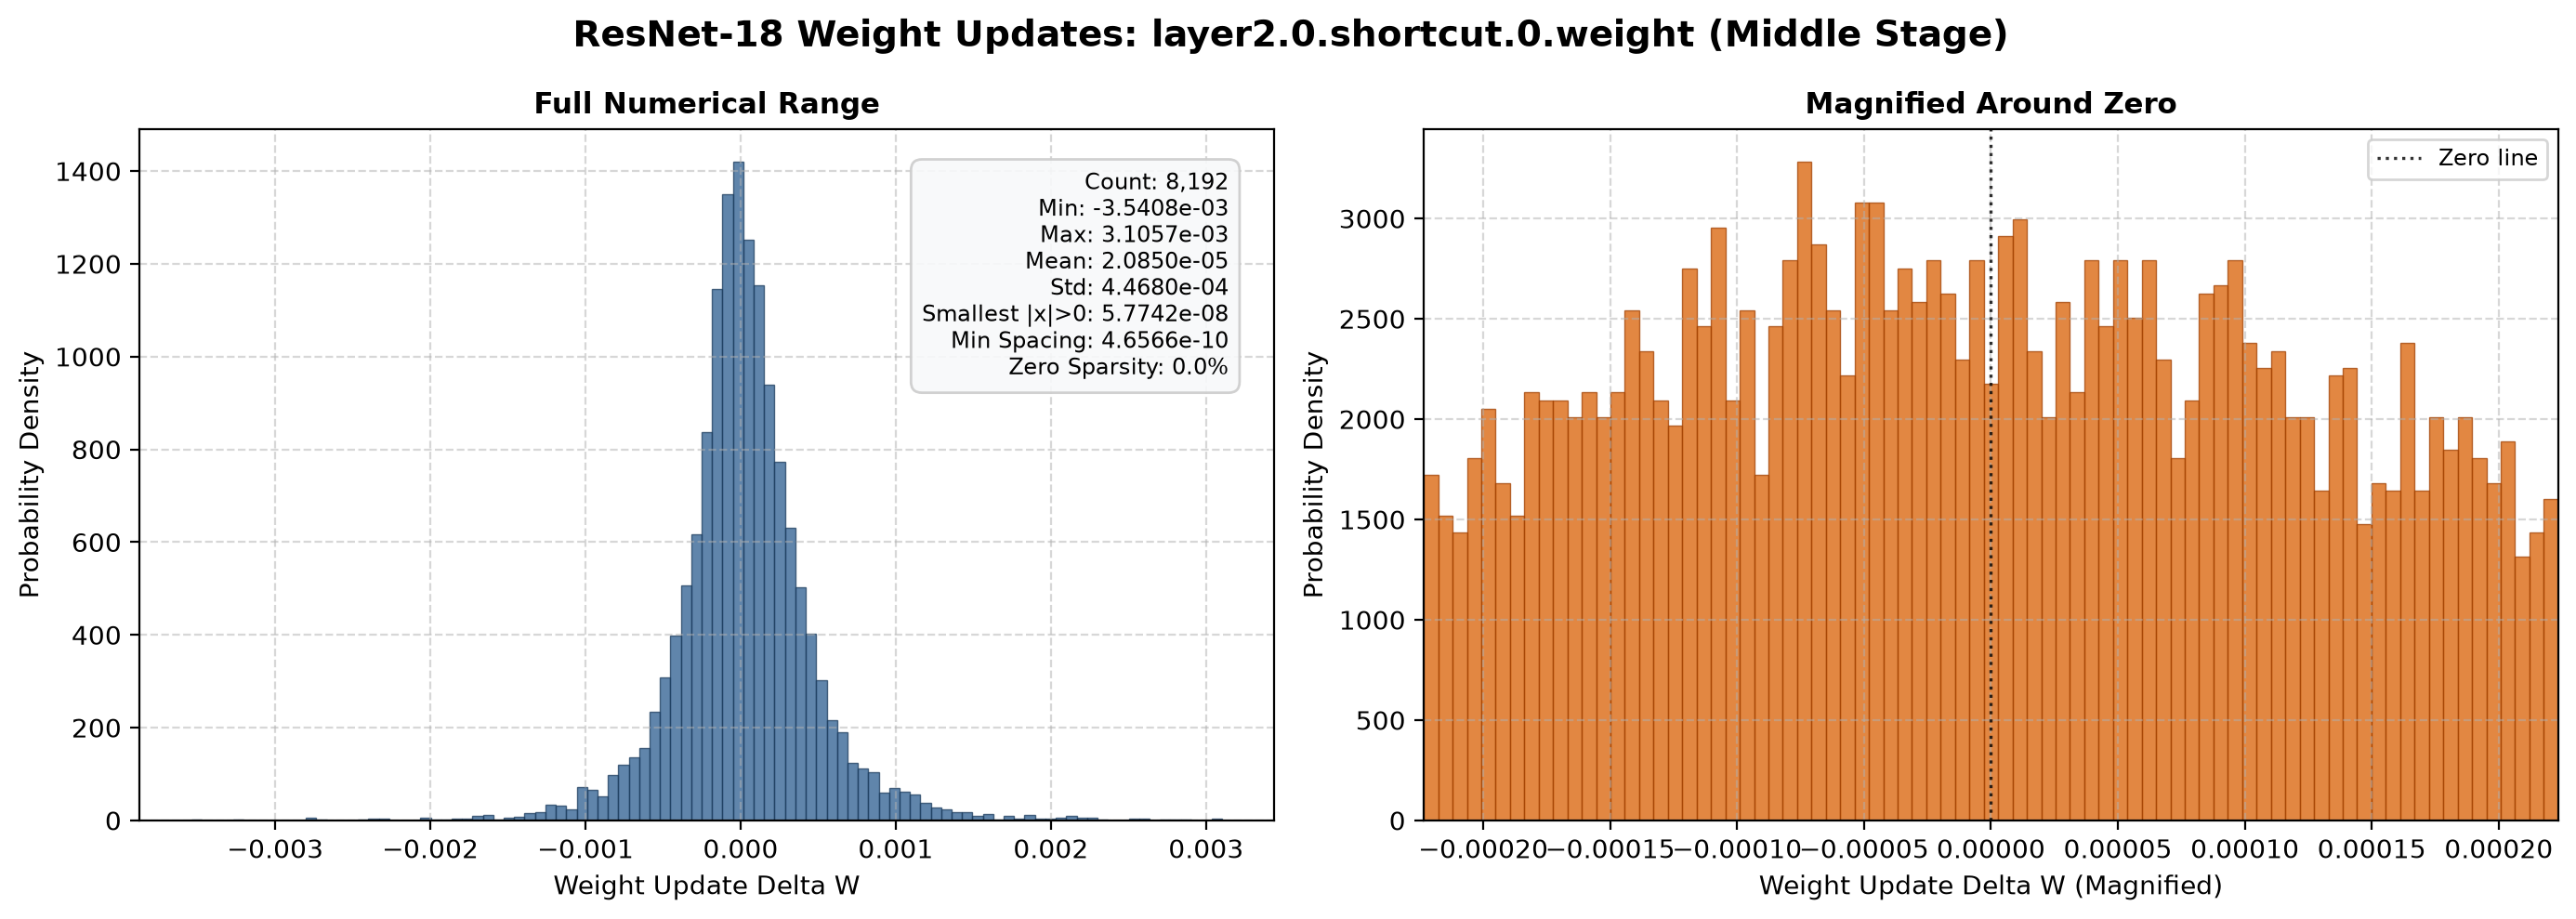 ResNet-18 Weight Updates: layer2.0.shortcut.0.weight (Middle Stage)
Full Numerical Range
Probability Density
1400
1200
1000
800
600
400
200
0
Count: 8,192
Min: -3.5408e-03
Max: 3.1057e-03
Mean: 2.0850e-05
Std: 4.4680e-04
Smallest |x|>0: 5.7742e-08
Min Spacing: 4.6566e-10
Zero Sparsity: 0.0%
−0.003 −0.002 −0.001 0.000 0.001 0.002 0.003
Weight Update Delta W
Magnified Around Zero
Probability Density
3000
2500
2000
1500
1000
500
0
Zero line
−0.00020 −0.00015 −0.00010 −0.00005 0.00000 0.00005 0.00010 0.00015 0.00020
Weight Update Delta W (Magnified)